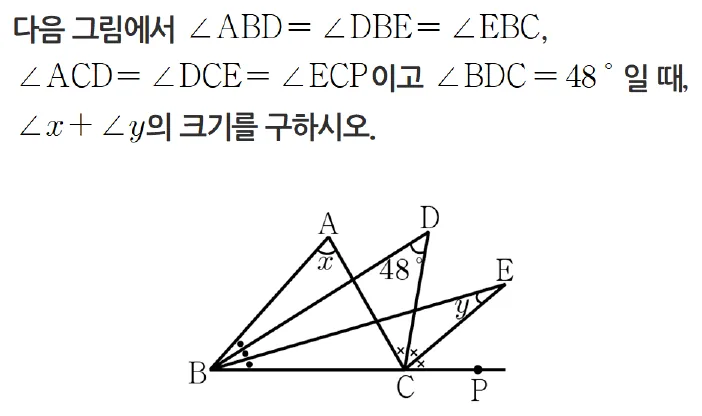 다음 그림에서 ∠ABD = ∠DBE = ∠EBC,
∠ACD = ∠DCE = ∠ECP이고 ∠BDC = 48° 일 때,
∠x + ∠y의 크기를 구하시오.
A
D
x
48°
E
y
B
C
P